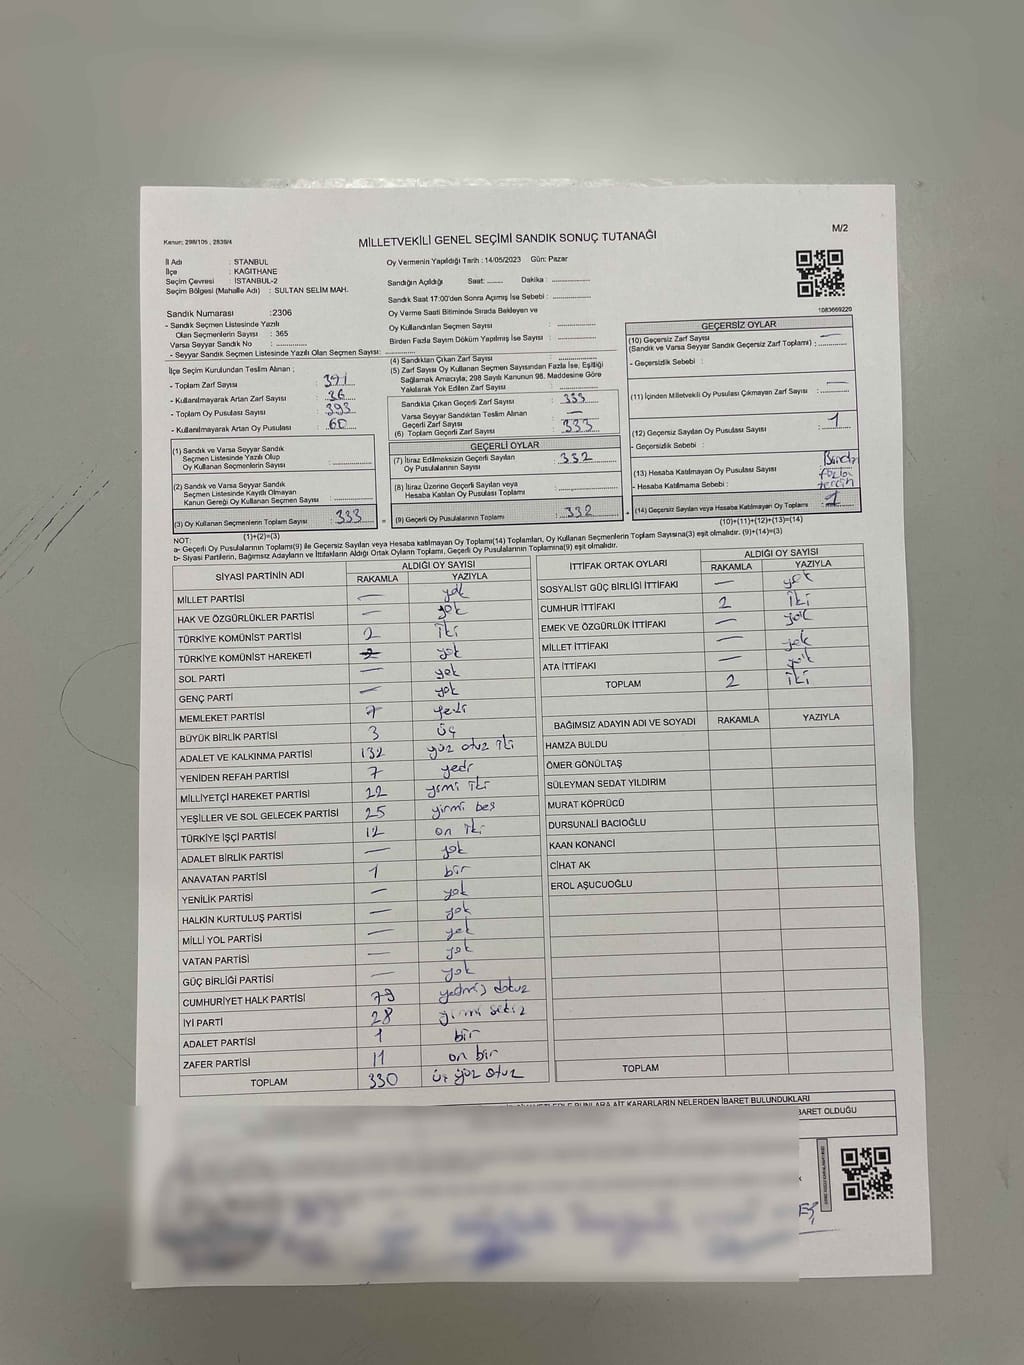 Kanun: 298/105 , 2839/4
MİLLETVEKİLİ GENEL SEÇİMİ SANDIK SONUÇ TUTANAĞI
M/2
İl Adı : STANBUL
İlçe : KAĞITHANE
Seçim Çevresi : İSTANBUL-2
Seçim Bölgesi (Mahalle Adı) : SULTAN SELİM MAH.
Oy Vermenin Yapıldığı Tarih : 14/05/2023 Gün: Pazar
Sandığın Açıldığı Saat: ........ Dakika : ........
Sandık Saat 17:00'den Sonra Açılmış İse Sebebi : ........
Oy Verme Saati Bitiminde Sırada Bekleyen ve
Oy Kullandırılan Seçmen Sayısı : ........
Birden Fazla Sayım Döküm Yapılmış İse Sayısı : ........
1083669220
Sandık Numarası :2306
- Sandık Seçmen Listesinde Yazılı
Olan Seçmenlerin Sayısı : 365
Varsa Seyyar Sandık No : ........
- Seyyar Sandık Seçmen Listesinde Yazılı Olan Seçmen Sayısı: ........
İlçe Seçim Kurulundan Teslim Alınan ;
- Toplam Zarf Sayısı : 391
- Kullanılmayarak Artan Zarf Sayısı : 36
- Toplam Oy Pusulası Sayısı : 393
- Kullanılmayarak Artan Oy Pusulası : 60
(1) Sandık ve Varsa Seyyar Sandık
Seçmen Listesinde Yazılı Olup
Oy Kullanan Seçmenlerin Sayısı : ........
(2) Sandık ve Varsa Seyyar Sandık
Seçmen Listesinde Kayıtlı Olmayan
Kanun Gereği Oy Kullanan Seçmen Sayısı : ........
(3) Oy Kullanan Seçmenlerin Toplam Sayısı : 333
(1)+(2)=(3)
(4) Sandıktan Çıkan Zarf Sayısı : ........
(5) Zarf Sayısı Oy Kullanan Seçmen Sayısından Fazla İse, Eşitliği
Sağlamak Amacıyla; 298 Sayılı Kanunun 98. Maddesine Göre
Yakılarak Yok Edilen Zarf Sayısı : ........
Sandıkta Çıkan Geçerli Zarf Sayısı : 333
Varsa Seyyar Sandıktan Teslim Alınan
Geçerli Zarf Sayısı : —
(6) Toplam Geçerli Zarf Sayısı : 333
GEÇERLİ OYLAR
(7) İtiraz Edilmeksizin Geçerli Sayılan
Oy Pusulalarının Sayısı : 332
(8) İtiraz Üzerine Geçerli Sayılan veya
Hesaba Katılan Oy Pusulası Toplamı : ........
= (9) Geçerli Oy Pusulalarının Toplamı : 332 +
GEÇERSİZ OYLAR
(10) Geçersiz Zarf Sayısı —
(Sandık ve Varsa Seyyar Sandık Geçersiz Zarf Toplamı) : ........
- Geçersizlik Sebebi :
(11) İçinden Milletvekili Oy Pusulası Çıkmayan Zarf Sayısı : —
(12) Geçersiz Sayılan Oy Pusulası Sayısı : 1
- Geçersizlik Sebebi :
(13) Hesaba Katılmayan Oy Pusulası Sayısı
- Hesaba Katılmama Sebebi :
fazla
tercih
(14) Geçersiz Sayılan veya Hesaba Katılmayan Oy Toplamı : 1
(10)+(11)+(12)+(13)=(14)
NOT:
a- Geçerli Oy Pusulalarının Toplamı(9) ile Geçersiz Sayılan veya Hesaba Katılmayan Oy Toplamı(14) Toplamları, Oy Kullanan Seçmenlerin Toplam Sayısına(3) eşit olmalıdır. (9)+(14)=(3)
b- Siyasi Partilerin, Bağımsız Adayların ve İttifakların Aldığı Ortak Oyların Toplamı, Geçerli Oy Pusulalarının Toplamına(9) eşit olmalıdır.
SİYASİ PARTİNİN ADI ALDIĞI OY SAYISI
RAKAMLA YAZIYLA
MİLLET PARTİSİ — yok
HAK VE ÖZGÜRLÜKLER PARTİSİ — yok
TÜRKİYE KOMÜNİST PARTİSİ 2 iki
TÜRKİYE KOMÜNİST HAREKETİ yok
SOL PARTİ — yok
GENÇ PARTİ — yok
MEMLEKET PARTİSİ 7 yedi
BÜYÜK BİRLİK PARTİSİ 3 üç
ADALET VE KALKINMA PARTİSİ 132 yüz otuz iki
YENİDEN REFAH PARTİSİ 7 yedi
MİLLİYETÇİ HAREKET PARTİSİ 22 yirmi iki
YEŞİLLER VE SOL GELECEK PARTİSİ 25 yirmi beş
TÜRKİYE İŞÇİ PARTİSİ 12 on iki
ADALET BİRLİK PARTİSİ — yok
ANAVATAN PARTİSİ 1 bir
YENİLİK PARTİSİ — yok
HALKIN KURTULUŞ PARTİSİ — yok
MİLLİ YOL PARTİSİ — yok
VATAN PARTİSİ — yok
GÜÇ BİRLİĞİ PARTİSİ — yok
CUMHURİYET HALK PARTİSİ 79 yetmiş dokuz
İYİ PARTİ 28 yirmi sekiz
ADALET PARTİSİ 1 bir
ZAFER PARTİSİ 11 on bir
TOPLAM 330 üç yüz otuz
İTTİFAK ORTAK OYLARI ALDIĞI OY SAYISI
RAKAMLA YAZIYLA
SOSYALİST GÜÇ BİRLİĞİ İTTİFAKI — yok
CUMHUR İTTİFAKI 2 iki
EMEK VE ÖZGÜRLÜK İTTİFAKI — yok
MİLLET İTTİFAKI — yok
ATA İTTİFAKI — yok
TOPLAM 2 iki
BAĞIMSIZ ADAYIN ADI VE SOYADI RAKAMLA YAZIYLA
HAMZA BULDU
ÖMER GÖNÜLTAŞ
SÜLEYMAN SEDAT YILDIRIM
MURAT KÖPRÜCÜ
DURSUNALİ BACIOĞLU
KAAN KONANCİ
CİHAT AK
EROL AŞUCUOĞLU
TOPLAM
BUNLARA AİT KARARLARIN NELERDEN İBARET BULUNDUKLARI
BARET OLDUĞU